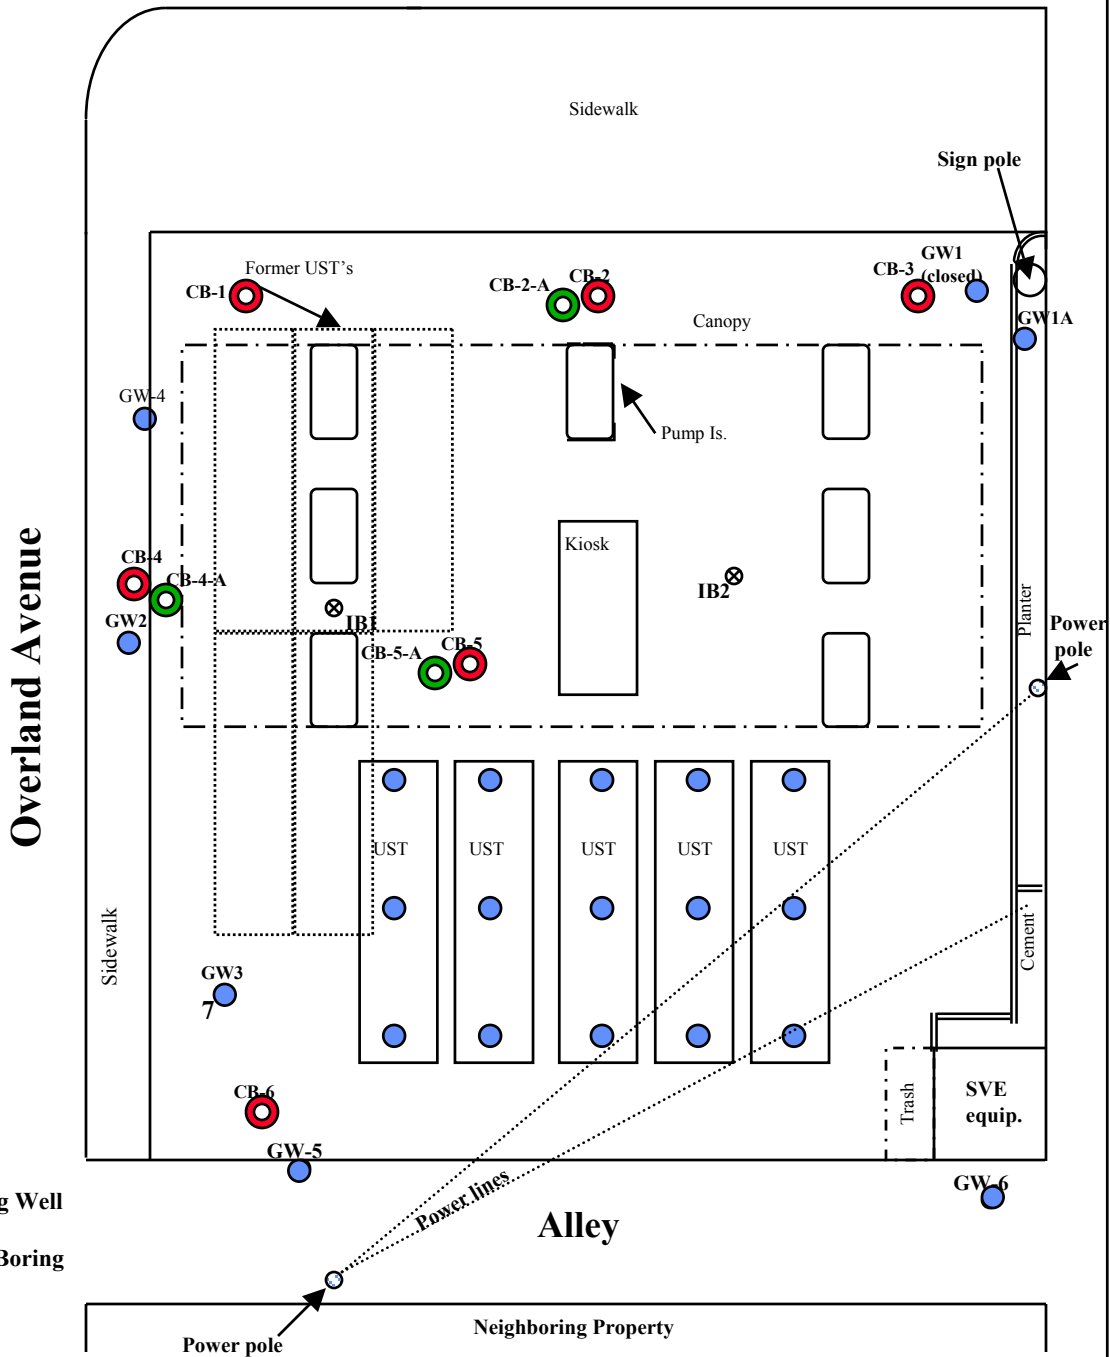 Sidewalk
Sign pole
GW1
(closed)
CB-3
Former UST's
CB-1
CB-2-A
CB-2
Canopy
GW1A
GW-4
Pump Is.
Kiosk
CB-4
CB-4-A
IB2
IB1
GW2
CB-5-A
CB-5
Planter
Power
pole
Overland Avenue
UST
UST
UST
UST
UST
Sidewalk
Cement
GW3
7
CB-6
Trash
SVE
equip.
GW-5
GW-6
g Well
Power lines
Alley
Boring
Neighboring Property
Power pole